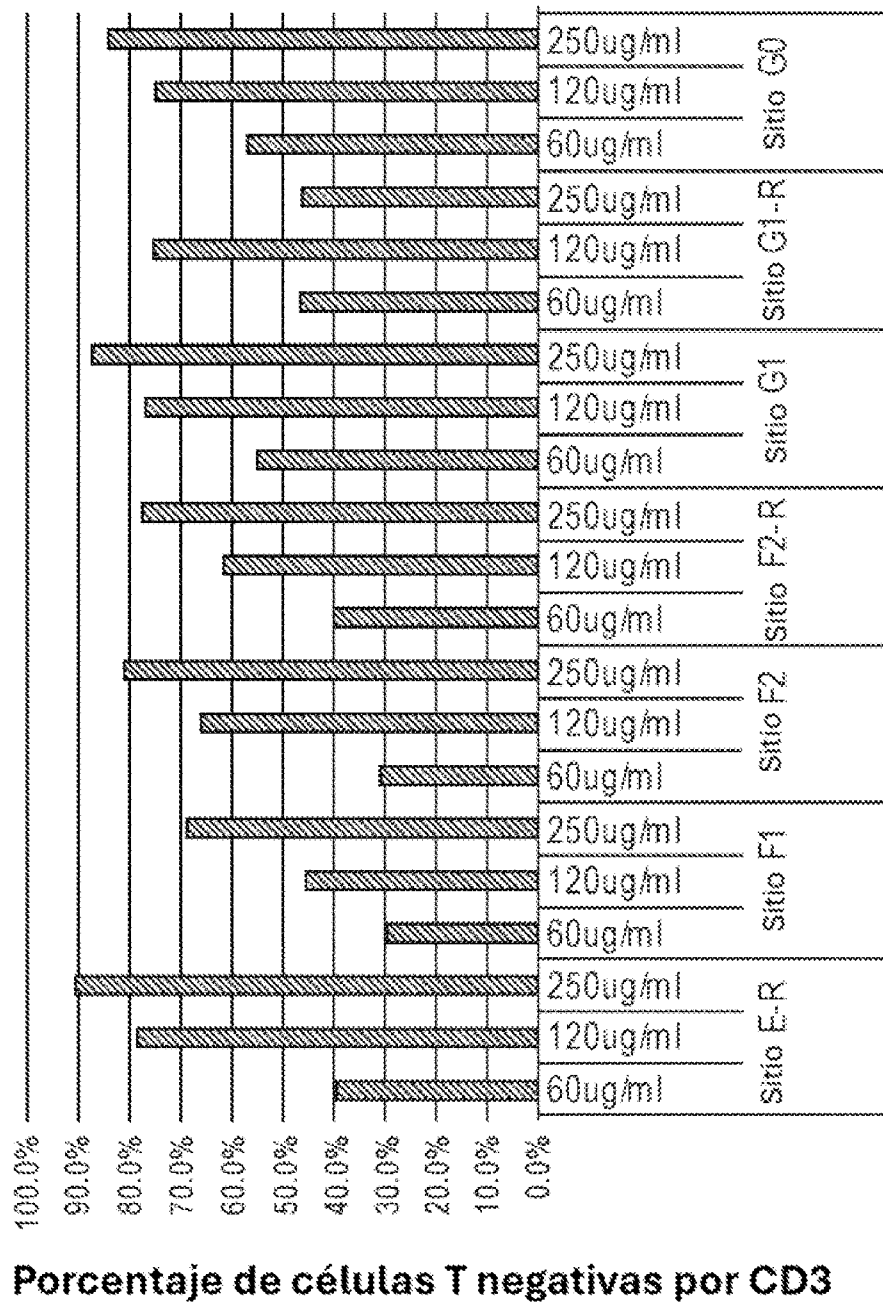 250ug/ml
120ug/ml
60ug/ml
Sitio G0
250ug/ml
120ug/ml
60ug/ml
Sitio G1-R
250ug/ml
120ug/ml
60ug/ml
Sitio G1
250ug/ml
120ug/ml
60ug/ml
Sitio F2-R
250ug/ml
120ug/ml
60ug/ml
Sitio F2
250ug/ml
120ug/ml
60ug/ml
Sitio F1
250ug/ml
120ug/ml
60ug/ml
Sitio E-R
100.0%
90.0%
80.0%
70.0%
60.0%
50.0%
40.0%
30.0%
20.0%
10.0%
0.0%
Porcentaje de células T negativas por CD3